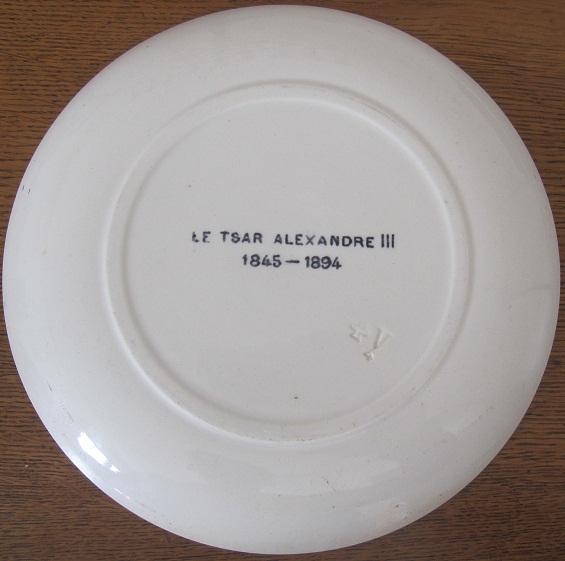 LE TSAR ALEXANDRE III
1845 — 1894